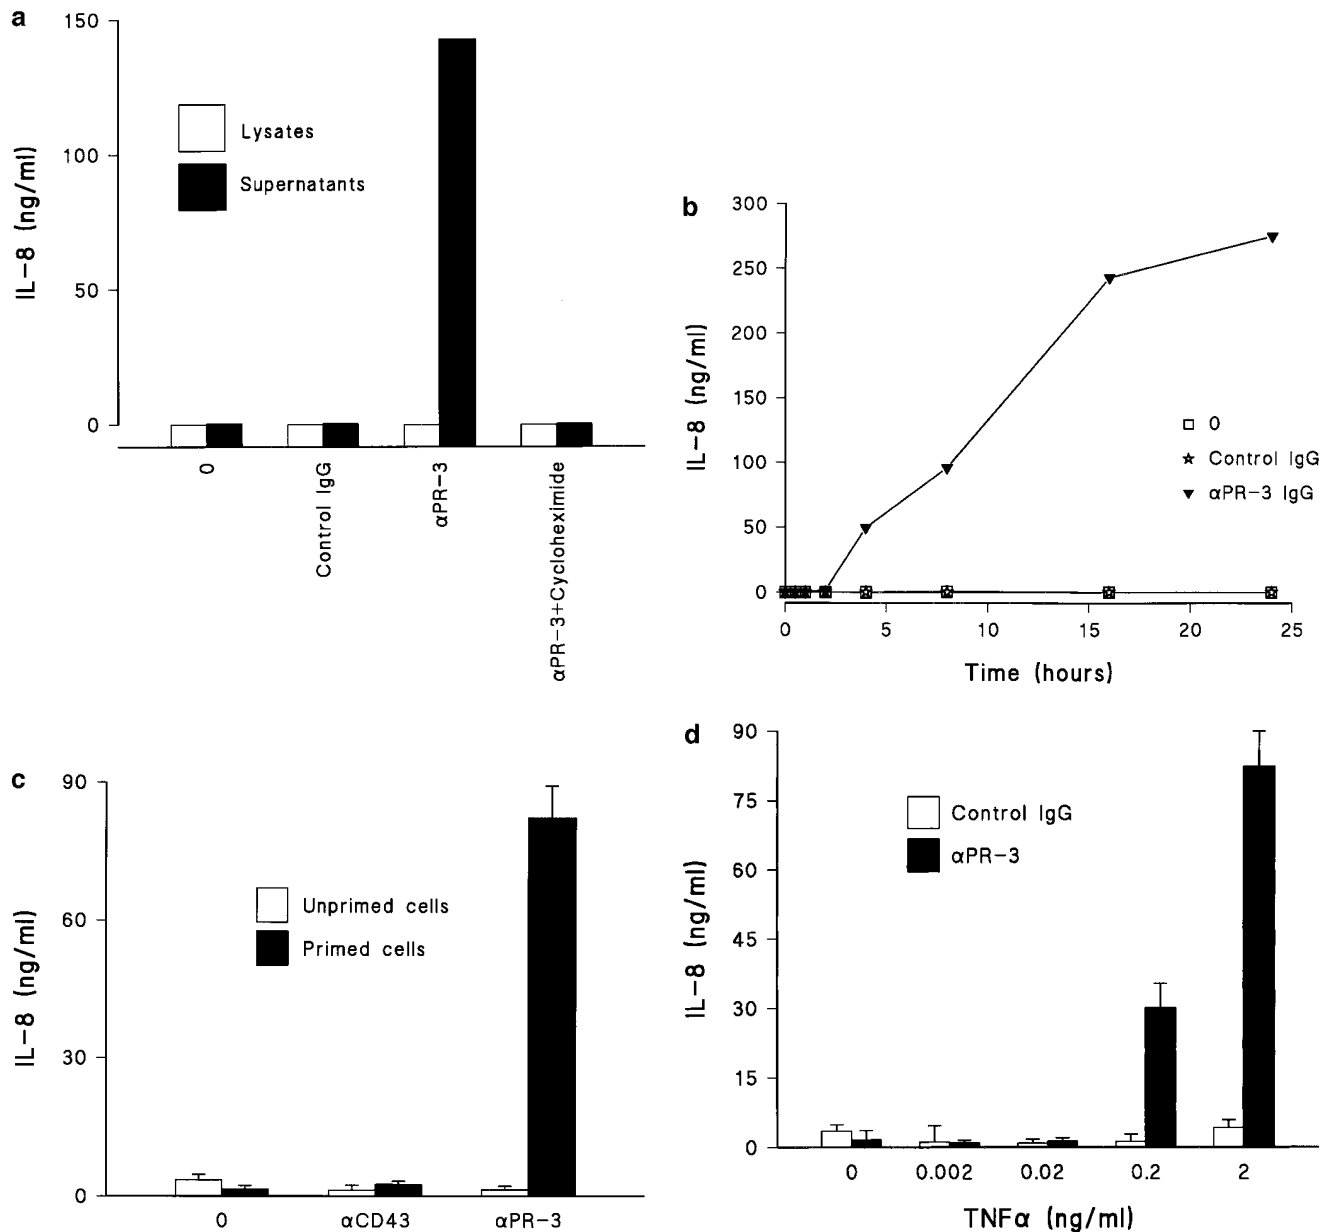 a
IL-8 (ng/ml)
150
100
50
0
Lysates
Supernatants
0
Control IgG
αPR-3
αPR-3+Cycloheximide
b
IL-8 (ng/ml)
300
250
200
150
100
50
0
0
Control IgG
αPR-3 IgG
0
5
10
15
20
25
Time (hours)
c
IL-8 (ng/ml)
90
60
30
0
Unprimed cells
Primed cells
0
αCD43
αPR-3
d
IL-8 (ng/ml)
90
75
60
45
30
15
0
Control IgG
αPR-3
0
0.002
0.02
0.2
2
TNFα (ng/ml)